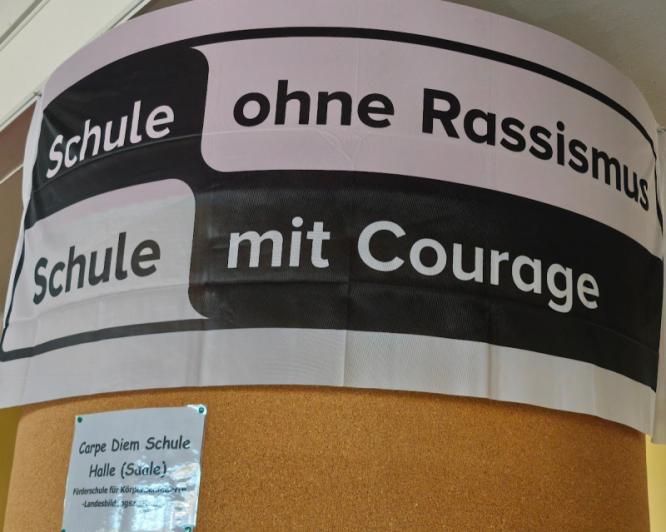 Schule ohne Rassismus
Schule mit Courage
Carpe Diem Schule
Halle (Saale)
Förderschule für